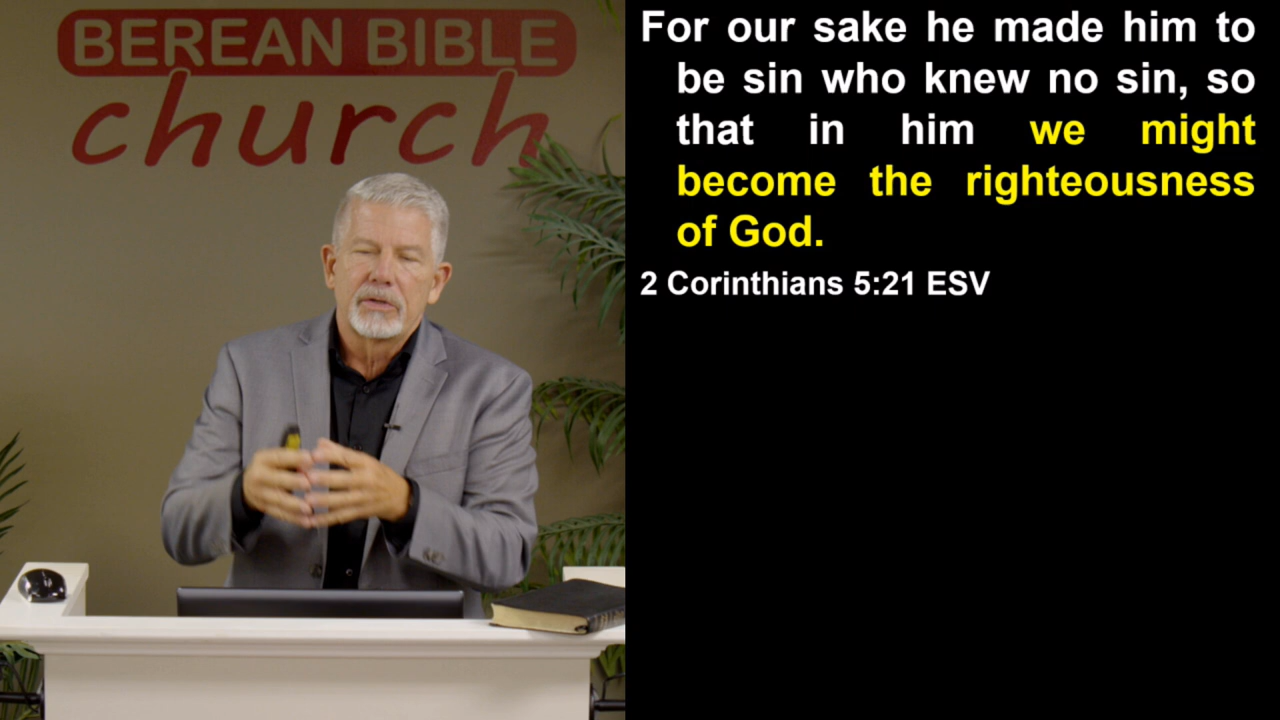 BEREAN BIBLE
church
For our sake he made him to
be sin who knew no sin, so
that in him we might
become the righteousness
of God.
2 Corinthians 5:21 ESV